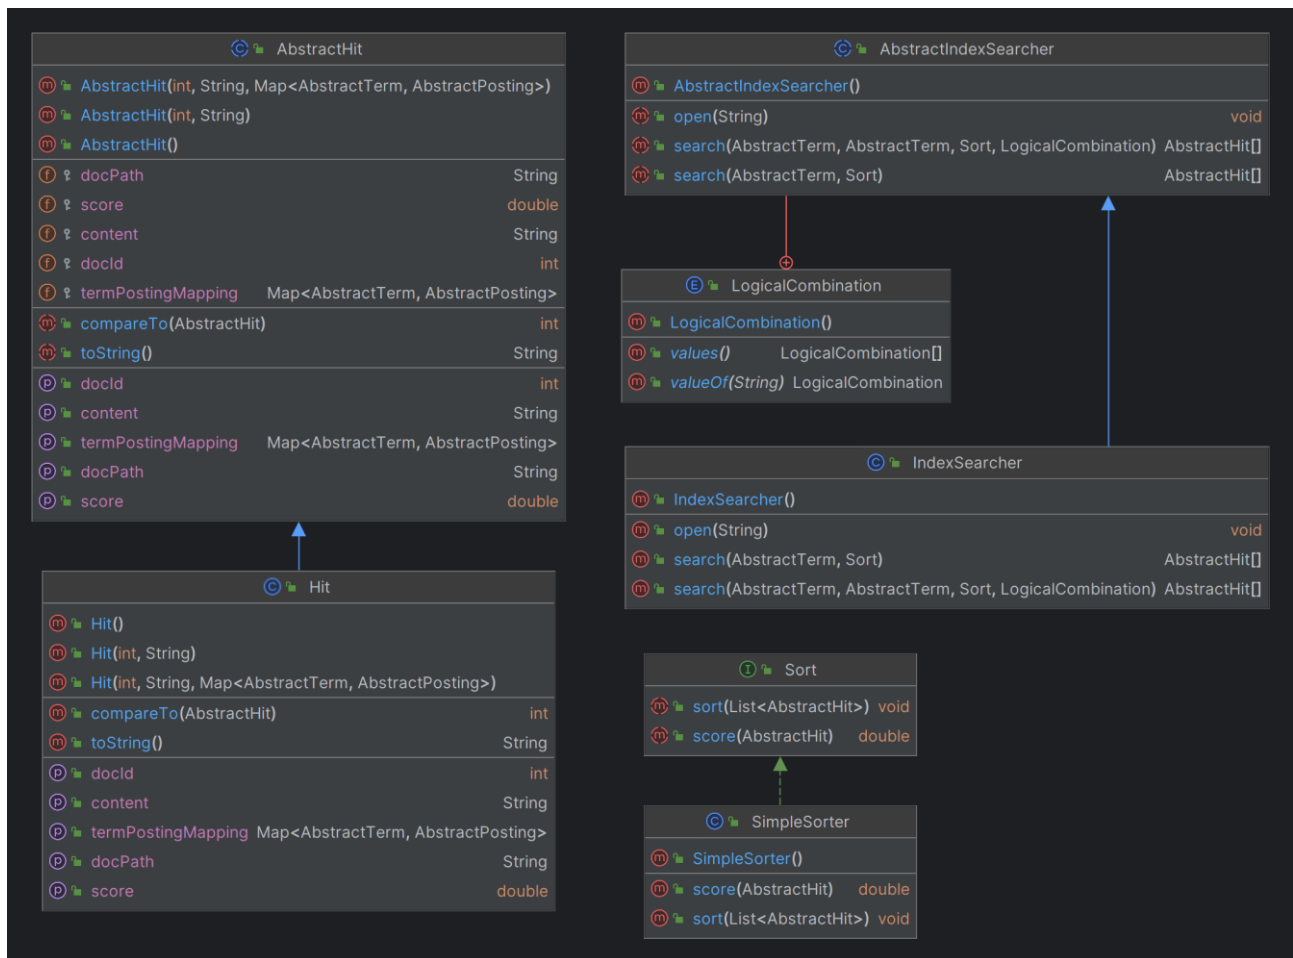 AbstractHit
AbstractHit(int, String, Map<AbstractTerm, AbstractPosting>)
AbstractHit(int, String)
AbstractHit()
docPath String
score double
content String
docId int
termPostingMapping Map<AbstractTerm, AbstractPosting>
compareTo(AbstractHit) int
toString() String
docId int
content String
termPostingMapping Map<AbstractTerm, AbstractPosting>
docPath String
score double
Hit
Hit()
Hit(int, String)
Hit(int, String, Map<AbstractTerm, AbstractPosting>)
compareTo(AbstractHit) int
toString() String
docId int
content String
termPostingMapping Map<AbstractTerm, AbstractPosting>
docPath String
score double
AbstractIndexSearcher
AbstractIndexSearcher()
open(String) void
search(AbstractTerm, AbstractTerm, Sort, LogicalCombination) AbstractHit[]
search(AbstractTerm, Sort) AbstractHit[]
LogicalCombination
LogicalCombination()
values() LogicalCombination[]
valueOf(String) LogicalCombination
IndexSearcher
IndexSearcher()
open(String) void
search(AbstractTerm, Sort) AbstractHit[]
search(AbstractTerm, AbstractTerm, Sort, LogicalCombination) AbstractHit[]
Sort
sort(List<AbstractHit>) void
score(AbstractHit) double
SimpleSorter
SimpleSorter()
score(AbstractHit) double
sort(List<AbstractHit>) void